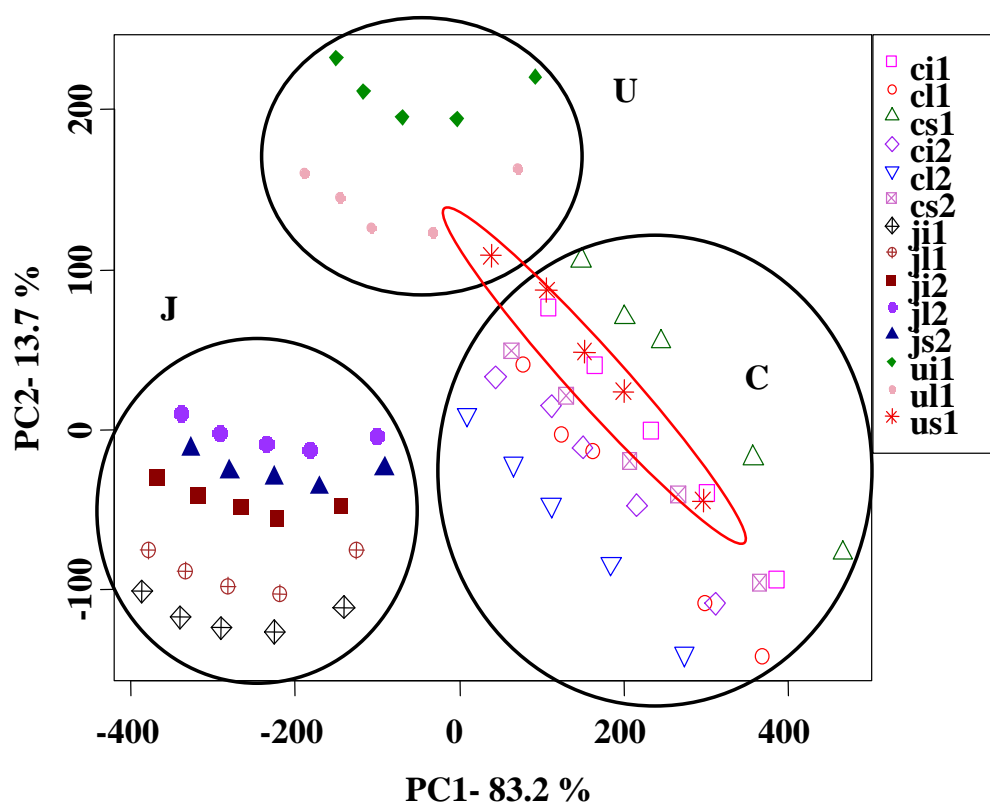 U
J
C
PC2- 13.7 %
200
100
0
-100
-400
-200
0
200
400
PC1- 83.2 %
ci1
cl1
cs1
ci2
cl2
cs2
ji1
jl1
ji2
jl2
js2
ui1
ul1
us1